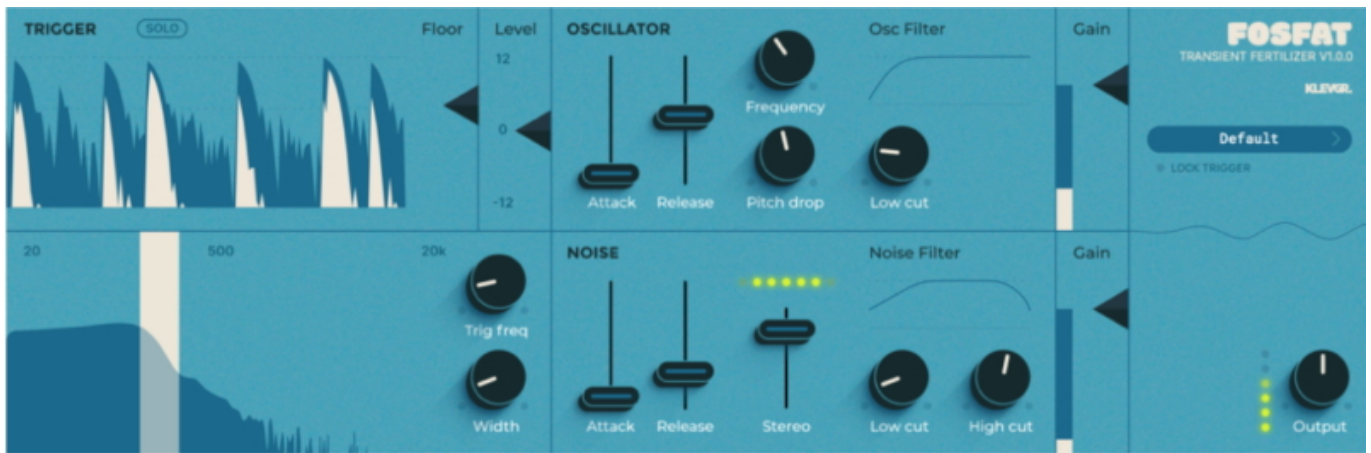 TRIGGER
SOLO
Floor
Level
12
0
-12
OSCILLATOR
Attack
Release
Frequency
Pitch drop
Osc Filter
Low cut
Gain
FOSFAT
TRANSIENT FERTILIZER V1.0.0
KLEVGR.
Default
LOCK TRIGGER
20
500
20k
Trig freq
Width
NOISE
Attack
Release
Stereo
Noise Filter
Low cut
High cut
Gain
Output